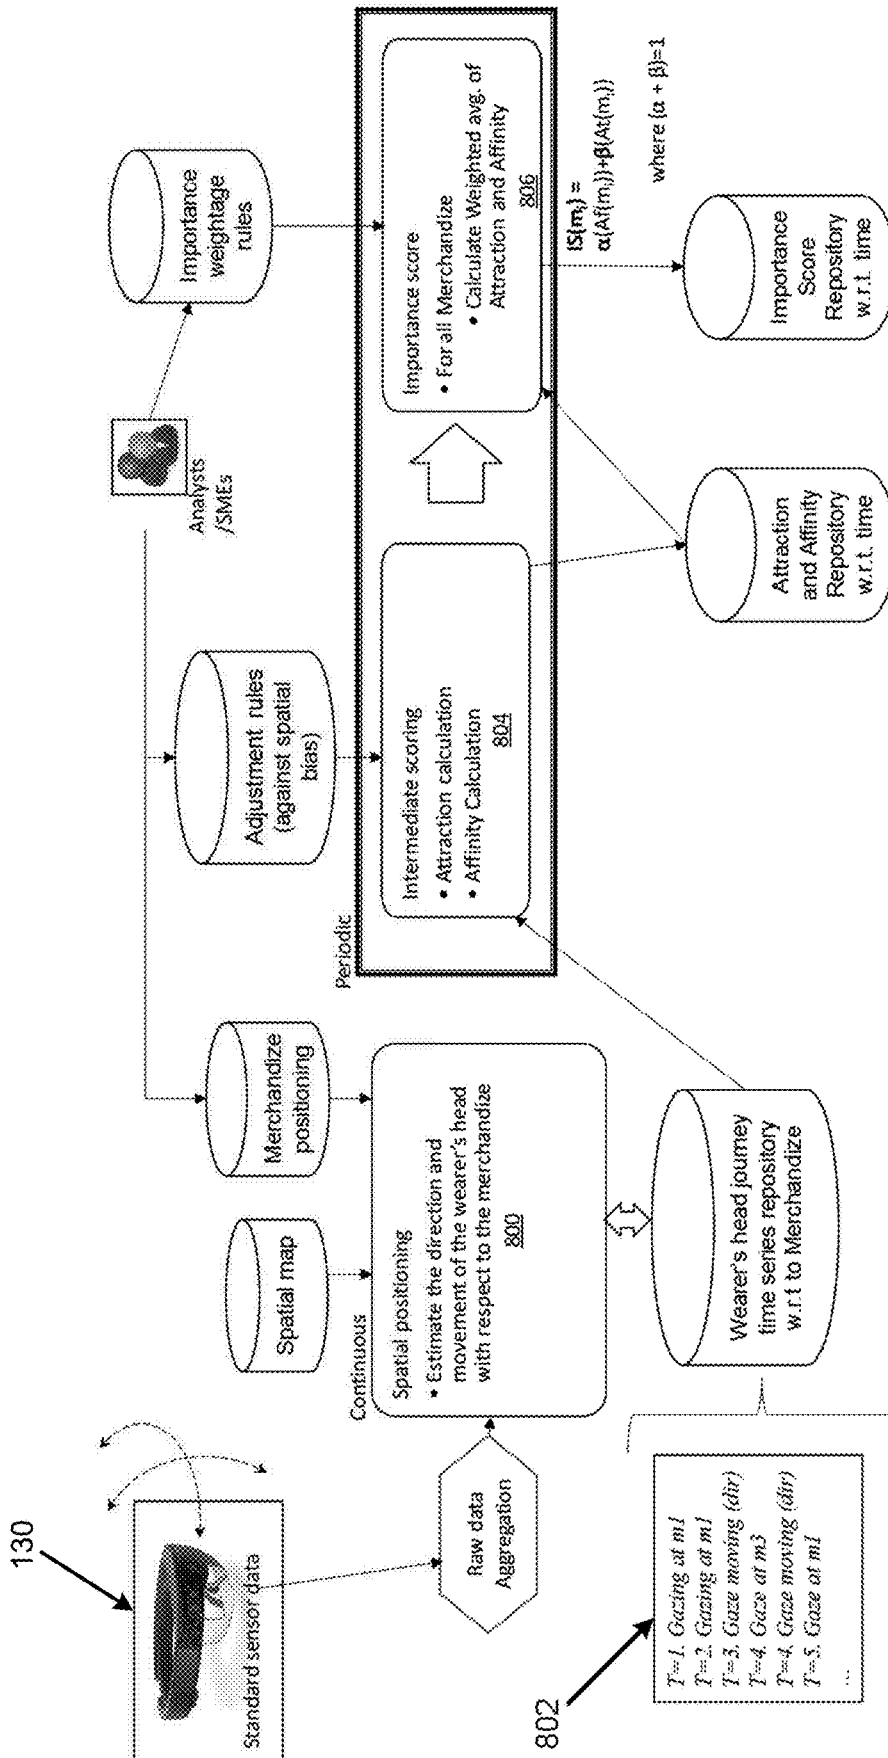 130
Standard sensor data
Raw data
Aggregation
802
T=1. Gazing at m1
T=2. Gazing at m1
T=3. Gaze moving (dir)
T=4. Gaze at m3
T=4. Gaze moving (dir)
T=5. Gaze at m1
...
Spatial map
Merchandize
positioning
Continuous
Spatial positioning
• Estimate the direction and
movement of the wearer's head
with respect to the merchandize
800
Wearer's head journey
time series repository
w.r.t to Merchandize
Analysts
/SMEs
Adjustment rules
(against spatial
bias)
Importance
weightage
rules
Periodic
Intermediate scoring
• Attraction calculation
• Affinity Calculation
804
Importance score
• For all Merchandize
• Calculate Weighted avg. of
Attraction and Affinity
806
IS(mᵢ) =
α(Af(mᵢ))+β(At(mᵢ))
where (α + β)=1
Attraction
and Affinity
Repository
w.r.t. time
Importance
Score
Repository
w.r.t. time